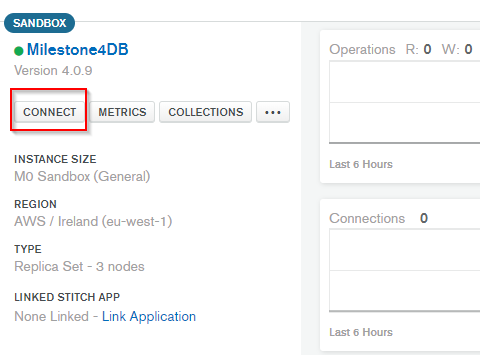 SANDBOX
Milestone4DB
Version 4.0.9
CONNECT METRICS COLLECTIONS ...
INSTANCE SIZE
M0 Sandbox (General)
REGION
AWS / Ireland (eu-west-1)
TYPE
Replica Set - 3 nodes
LINKED STITCH APP
None Linked - Link Application
Operations R: 0 W: 0
Last 6 Hours
Connections 0
Last 6 Hours